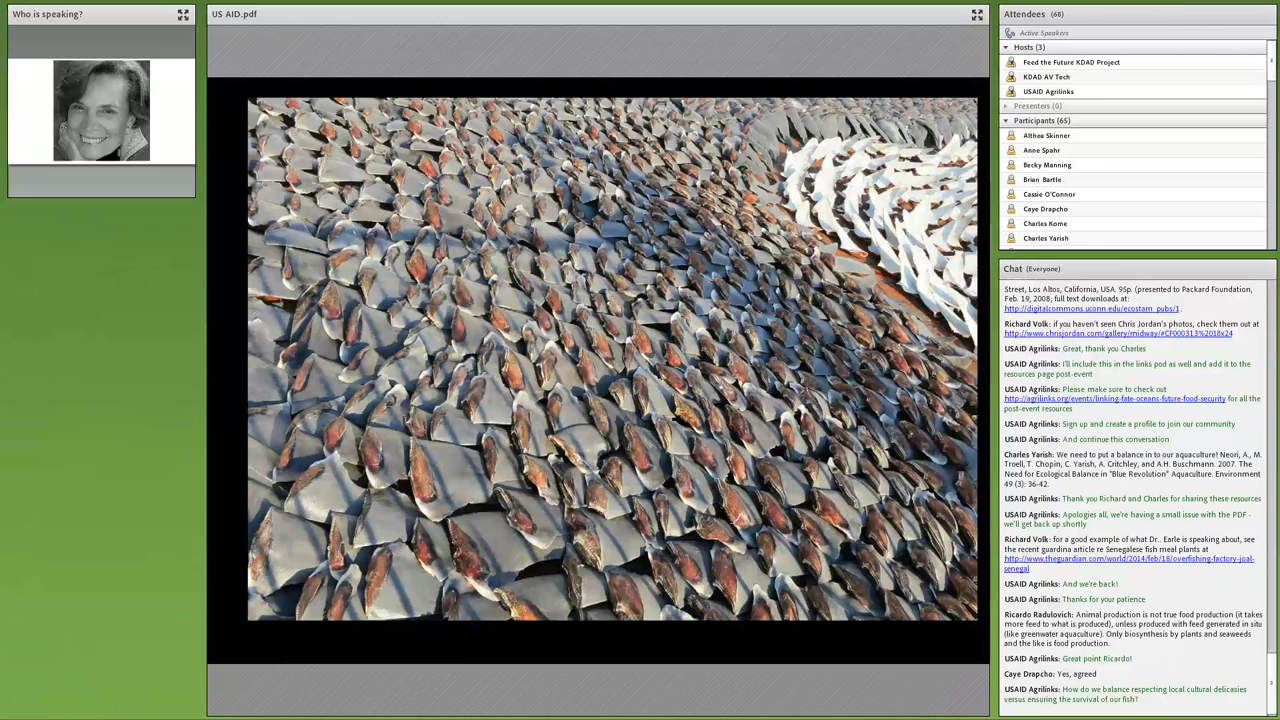 Who is speaking?
US AID.pdf
Attendees (68)
Active Speakers
Hosts (3)
Feed the Future KDAD Project
KDAD AV Tech
USAID Agrilinks
Presenters (0)
Participants (65)
Althea Skinner
Anne Spahr
Becky Manning
Brian Bartle
Cassie O'Connor
Caye Drapcho
Charles Kome
Charles Yarish
Chat (Everyone)
Street, Los Altos, California, USA. 95p. (presented to Packard Foundation,
Feb. 19, 2008; full text downloads at:
http://digitalcommons.uconn.edu/ecostam_pubs/1 .
Richard Volk: if you haven't seen Chris Jordan's photos, check them out at
http://www.chrisjordan.com/gallery/midway/#CF000313%2018x24
USAID Agrilinks: Great, thank you Charles
USAID Agrilinks: I'll include this in the links pod as well and add it to the
resources page post-event
USAID Agrilinks: Please make sure to check out
http://agrilinks.org/events/linking-fate-oceans-future-food-security for all the
post-event resources
USAID Agrilinks: Sign up and create a profile to join our community
USAID Agrilinks: And continue this conversation
Charles Yarish: We need to put a balance in to our aquaculture! Neori, A., M.
Troell, T. Chopin, C. Yarish, A. Critchley, and A.H. Buschmann. 2007. The
Need for Ecological Balance in "Blue Revolution" Aquaculture. Environment
49 (3): 36-42.
USAID Agrilinks: Thank you Richard and Charles for sharing these resources
USAID Agrilinks: Apologies all, we're having a small issue with the PDF -
we'll get back up shortly
Richard Volk: for a good example of what Dr.. Earle is speaking about, see
the recent guardina article re Senegalese fish meal plants at
http://www.theguardian.com/world/2014/feb/18/overfishing-factory-joal-
senegal
USAID Agrilinks: And we're back!
USAID Agrilinks: Thanks for your patience
Ricardo Radulovich: Animal production is not true food production (it takes
more feed to what is produced), unless produced with feed generated in situ
(like greenwater aquaculture). Only biosynthesis by plants and seaweeds
and the like is food production.
USAID Agrilinks: Great point Ricardo!
Caye Drapcho: Yes, agreed
USAID Agrilinks: How do we balance respecting local cultural delicasies
versus ensuring the survival of our fish?